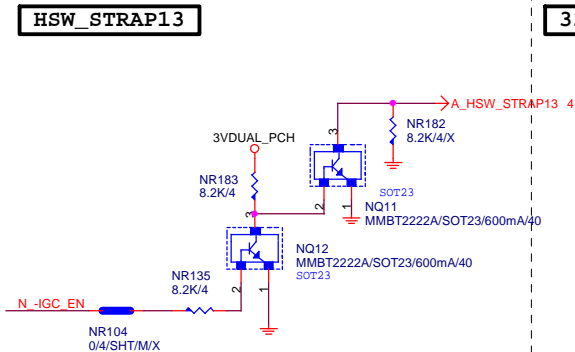 HSW_STRAP13
3
A_HSW_STRAP13 4
3
NR182
8.2K/4/X
3VDUAL_PCH
NR183
8.2K/4
SOT23
2
1
NQ11
MMBT2222A/SOT23/600mA/40
3
NQ12
MMBT2222A/SOT23/600mA/40
SOT23
NR135
8.2K/4
2
1
N_-IGC_EN
NR104
0/4/SHT/M/X